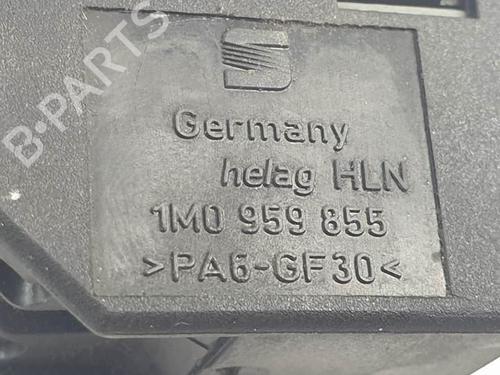 B-PARTS
Germany
helag HLN
1M0 959 855
>PA6-GF30<